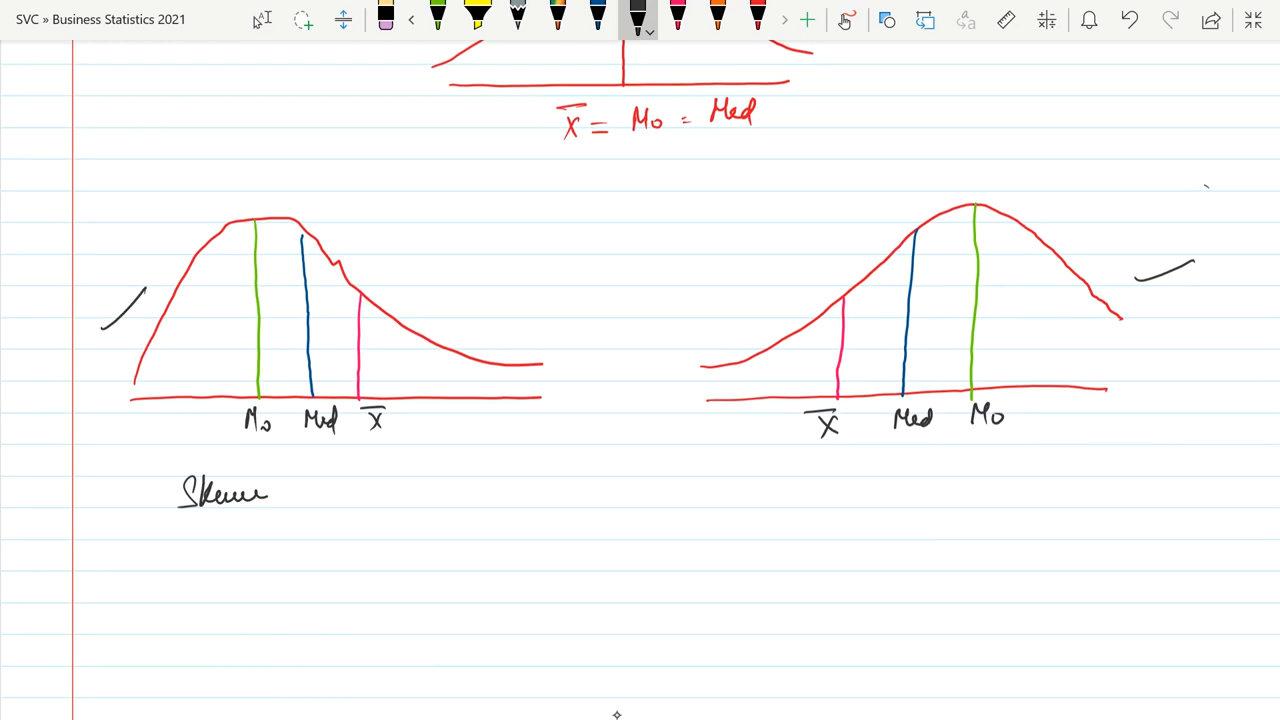 SVC » Business Statistics 2021
X̅ = Mo = Med
Mo Med X̅
X̅ Med Mo
Skew